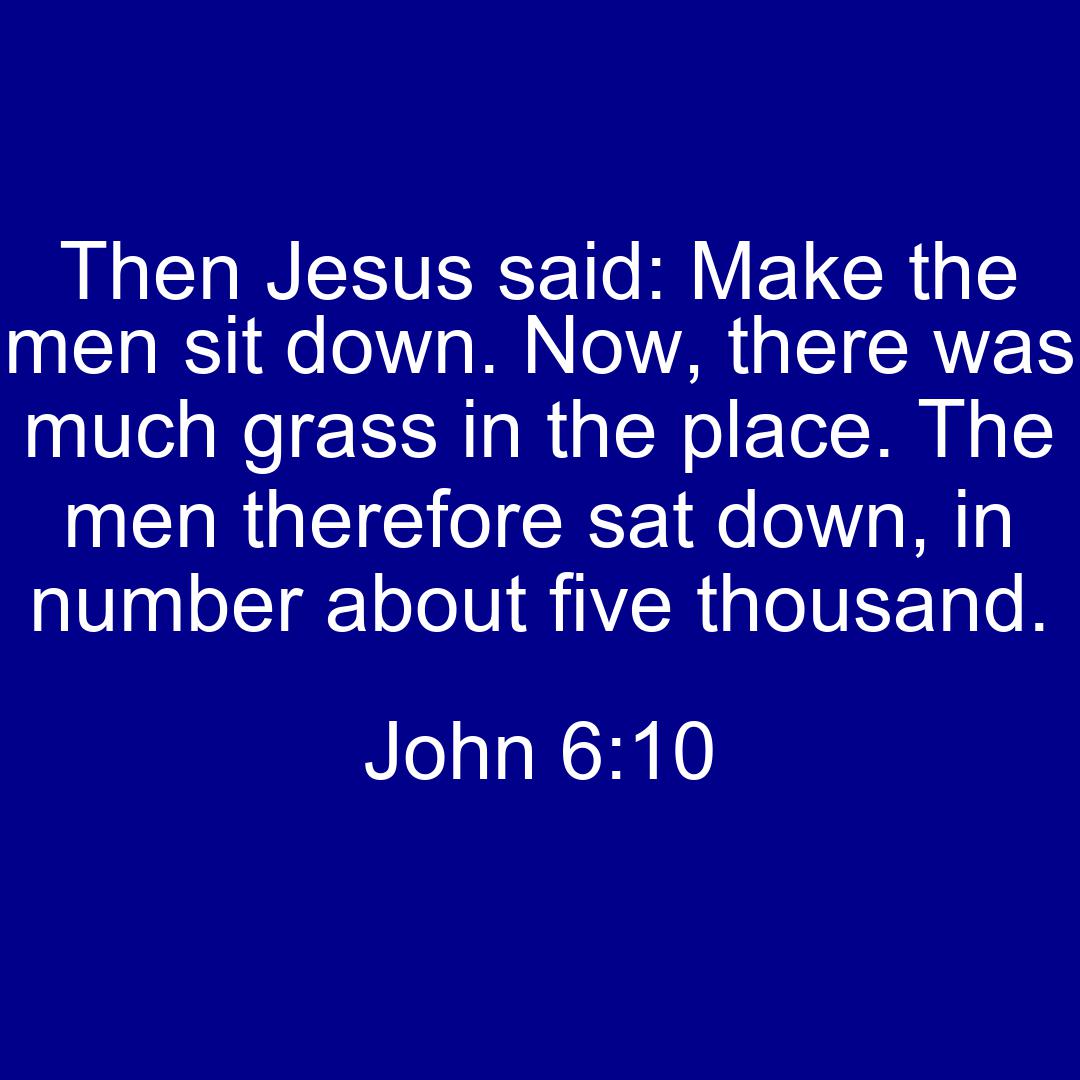 Then Jesus said: Make the
men sit down. Now, there was
much grass in the place. The
men therefore sat down, in
number about five thousand.
John 6:10